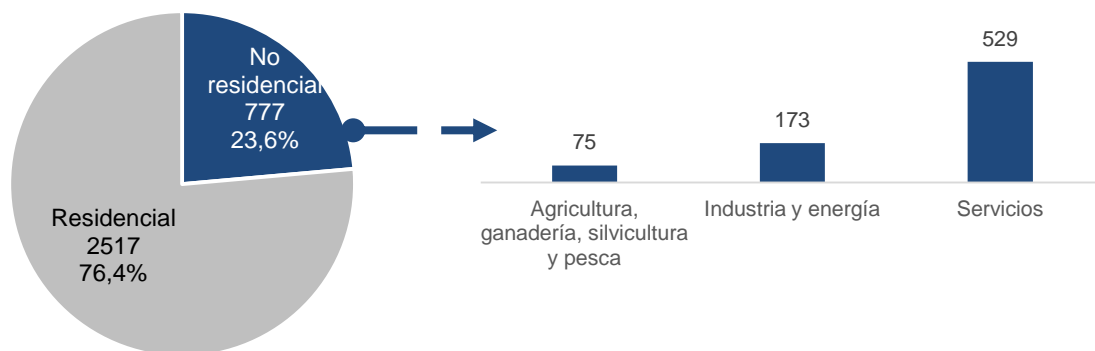 No
residencial
777
23,6%
Residencial
2517
76,4%
75
173
529
Agricultura,
ganadería, silvicultura
y pesca
Industria y energía
Servicios